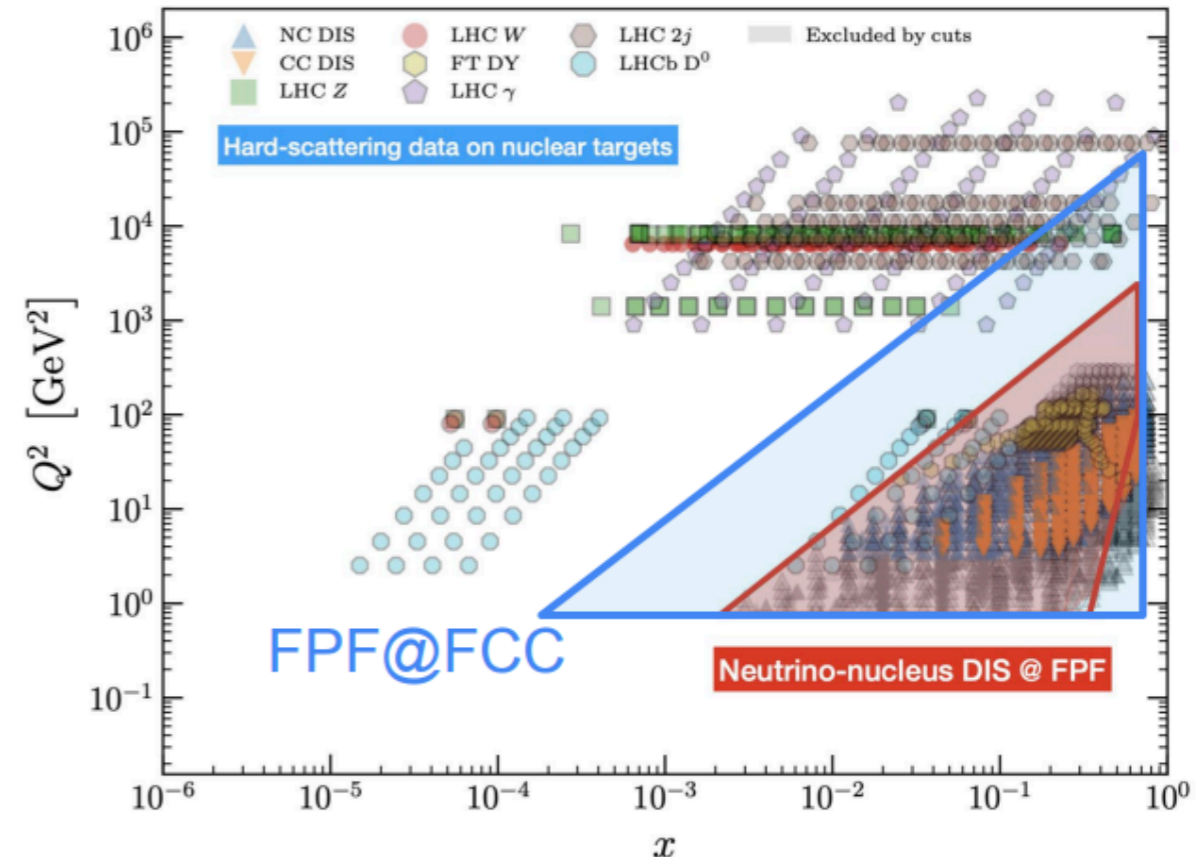 NC DIS
CC DIS
LHC Z
LHC W
FT DY
LHC γ
LHC 2j
LHCb D⁰
Excluded by cuts
Hard-scattering data on nuclear targets
10⁶
10⁵
10⁴
10³
10²
10¹
10⁰
10⁻¹
Q² [GeV²]
FPF@FCC
Neutrino-nucleus DIS @ FPF
10⁻⁶ 10⁻⁵ 10⁻⁴ 10⁻³ 10⁻² 10⁻¹ 10⁰
x